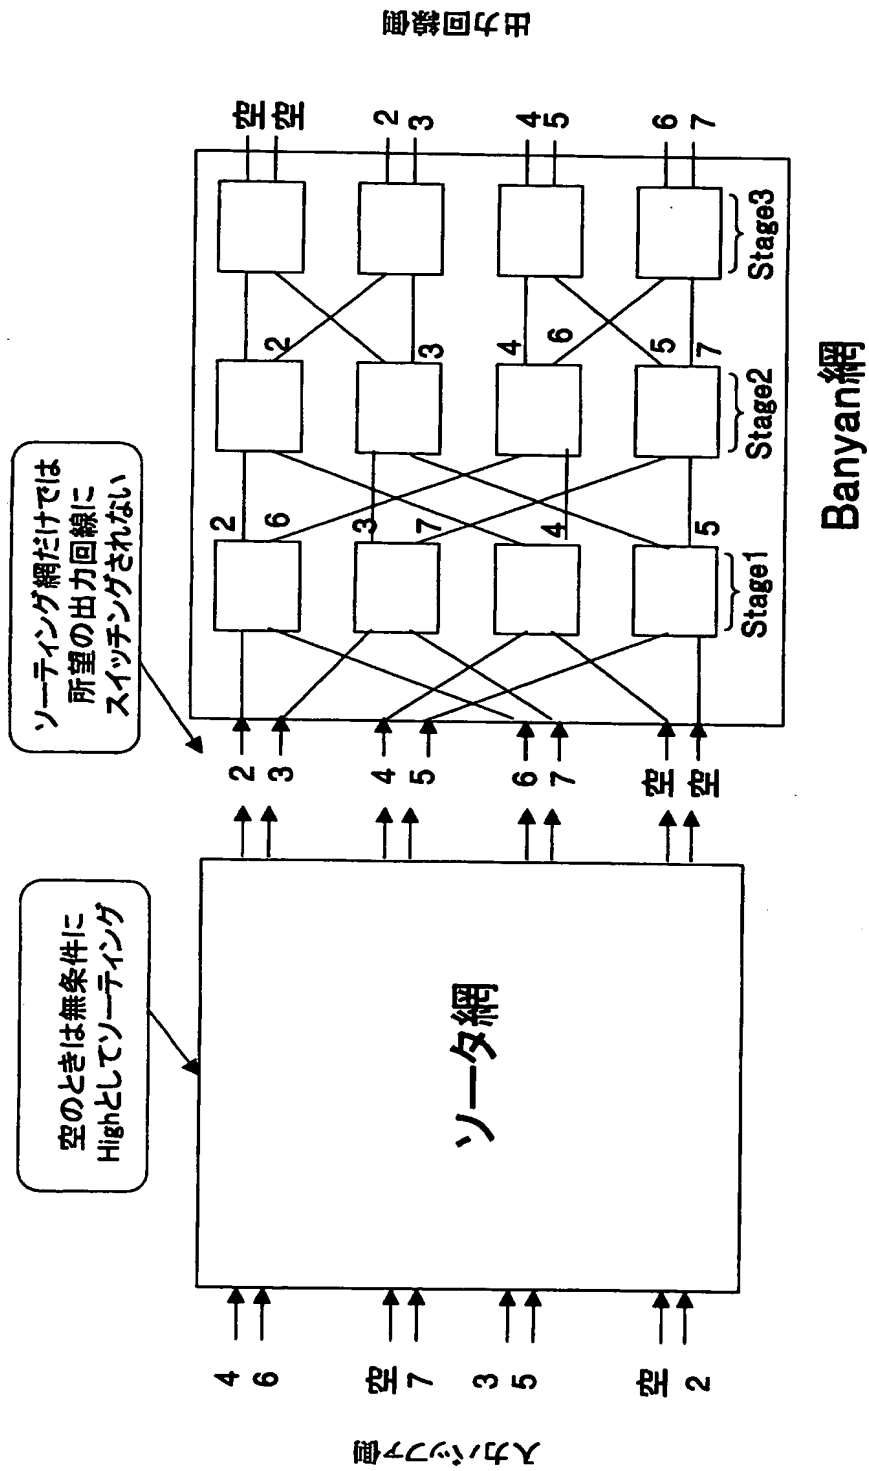 入力バッファ側
4
6
空
7
3
5
空
2
空のときは無条件に
Highとしてソーティング
ソータ網
ソーティング網だけでは
所望の出力回線に
スイッチングされない
2
3
4
5
6
7
空
空
2
6
3
7
4
5
Stage1
2
3
4
6
5
7
Stage2
Stage3
空
空
2
3
4
5
6
7
Banyan網
出力回線側